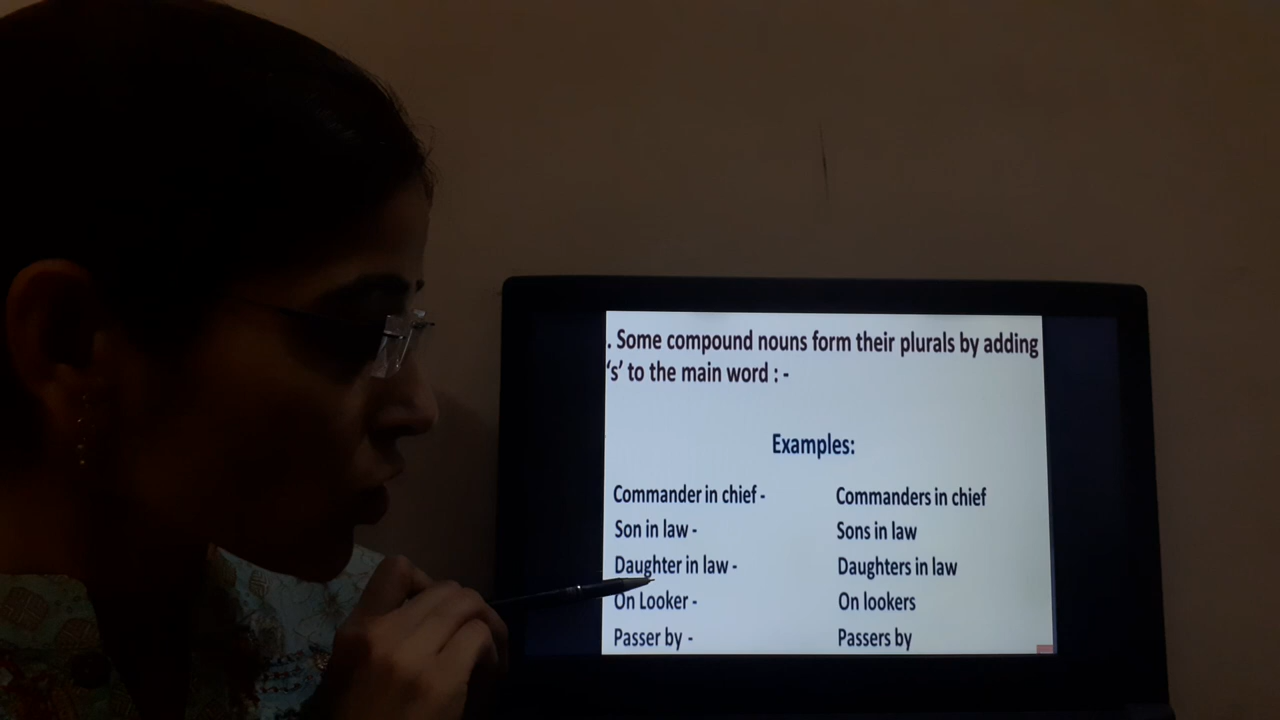 . Some compound nouns form their plurals by adding
‘s’ to the main word : -
Examples:
Commander in chief - Commanders in chief
Son in law - Sons in law
Daughter in law - Daughters in law
On Looker - On lookers
Passer by - Passers by